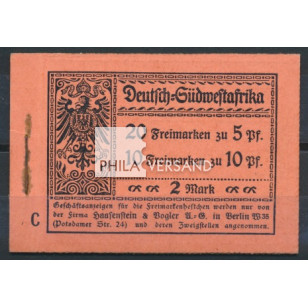 Deutsch=Südwestafrika
20 Freimarken zu 5 Pf.
10 Freimarken zu 10 Pf.
PHILA VERSAND
2 Mark
C
Geschäftsanzeigen für die Freimarkenheftchen werden nur von
der Firma Haasenstein & Vogler A.=G. in Berlin W.35
(Potsdamer Str. 24) und deren Zweigstellen angenommen.